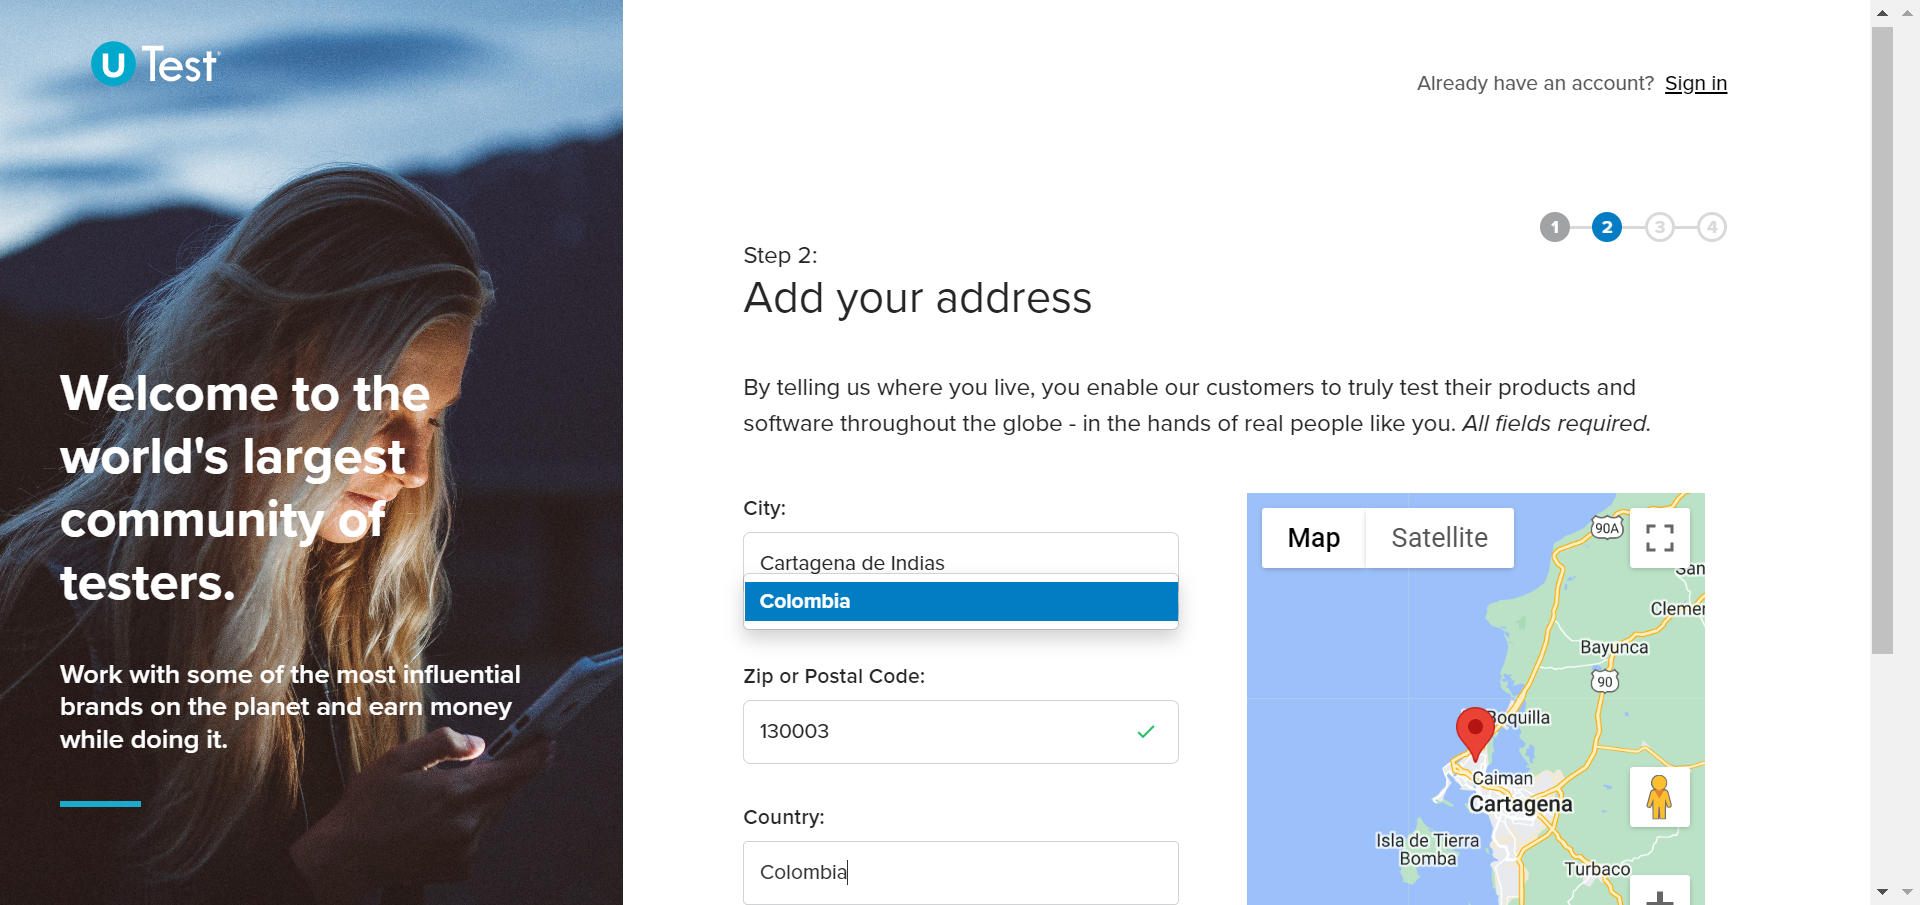 u Test
Already have an account? Sign in
1 2 3 4
Step 2:
Add your address
By telling us where you live, you enable our customers to truly test their products and
software throughout the globe - in the hands of real people like you. All fields required.
Welcome to the
world's largest
community of
testers.
Work with some of the most influential
brands on the planet and earn money
while doing it.
City:
Cartagena de Indias
Colombia
Zip or Postal Code:
130003
Country:
Colombia
Map Satellite
90A
San
Clemen
Bayunca
90
Boquilla
Caiman
Cartagena
Isla de Tierra
Bomba
Turbaco